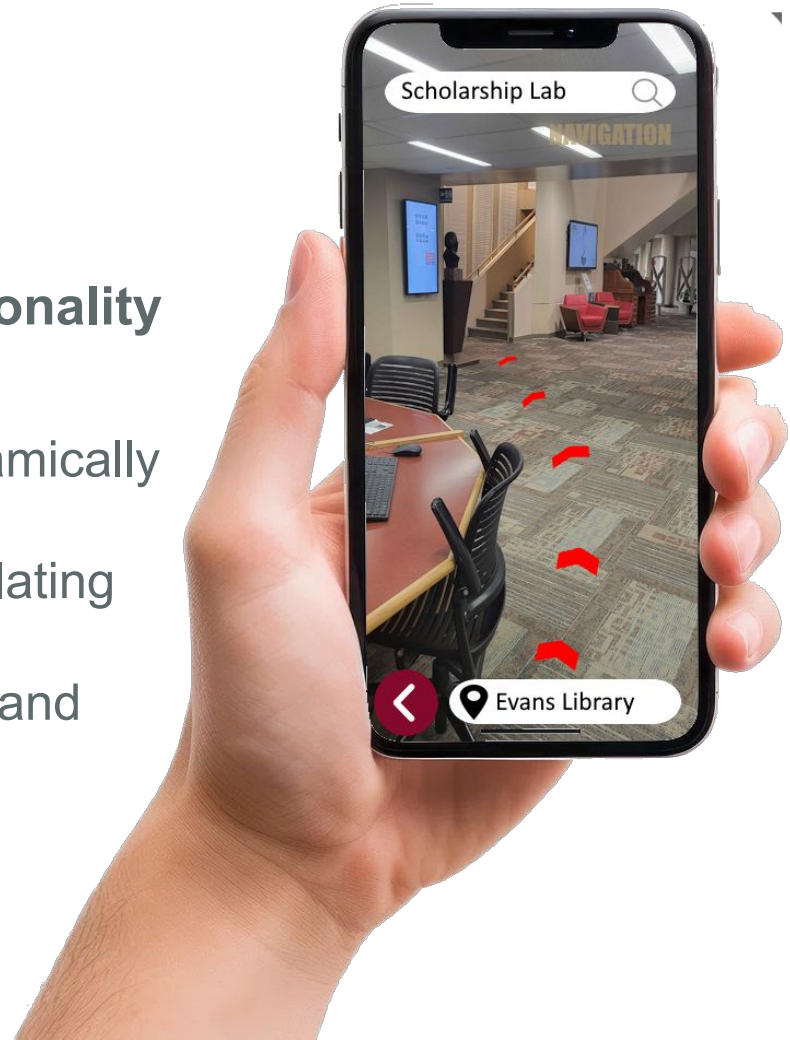 onality
amically
lating
and
Scholarship Lab
NAVIGATION
Evans Library